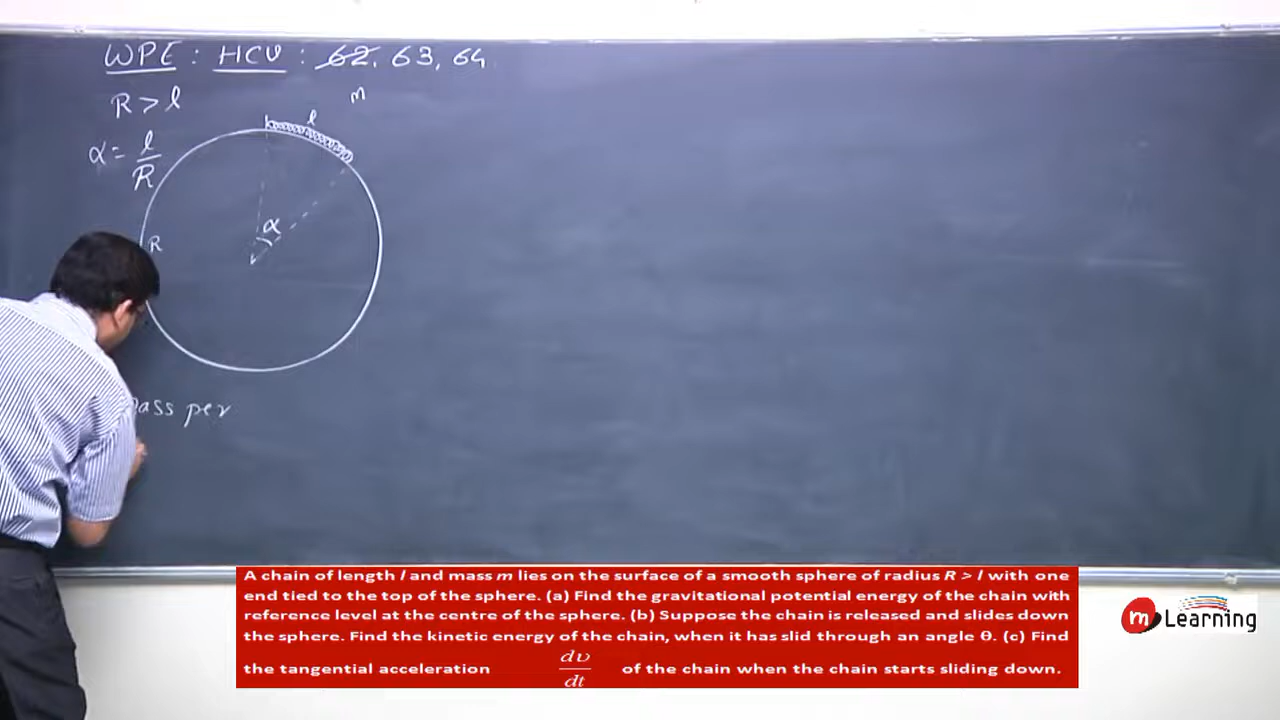 WPE : HCV : 62, 63, 64
R > l
m
l
α = l/R
α
R
mass per
A chain of length l and mass m lies on the surface of a smooth sphere of radius R > l with one
end tied to the top of the sphere. (a) Find the gravitational potential energy of the chain with
reference level at the centre of the sphere. (b) Suppose the chain is released and slides down
the sphere. Find the kinetic energy of the chain, when it has slid through an angle θ. (c) Find
the tangential acceleration dv/dt of the chain when the chain starts sliding down.
m Learning